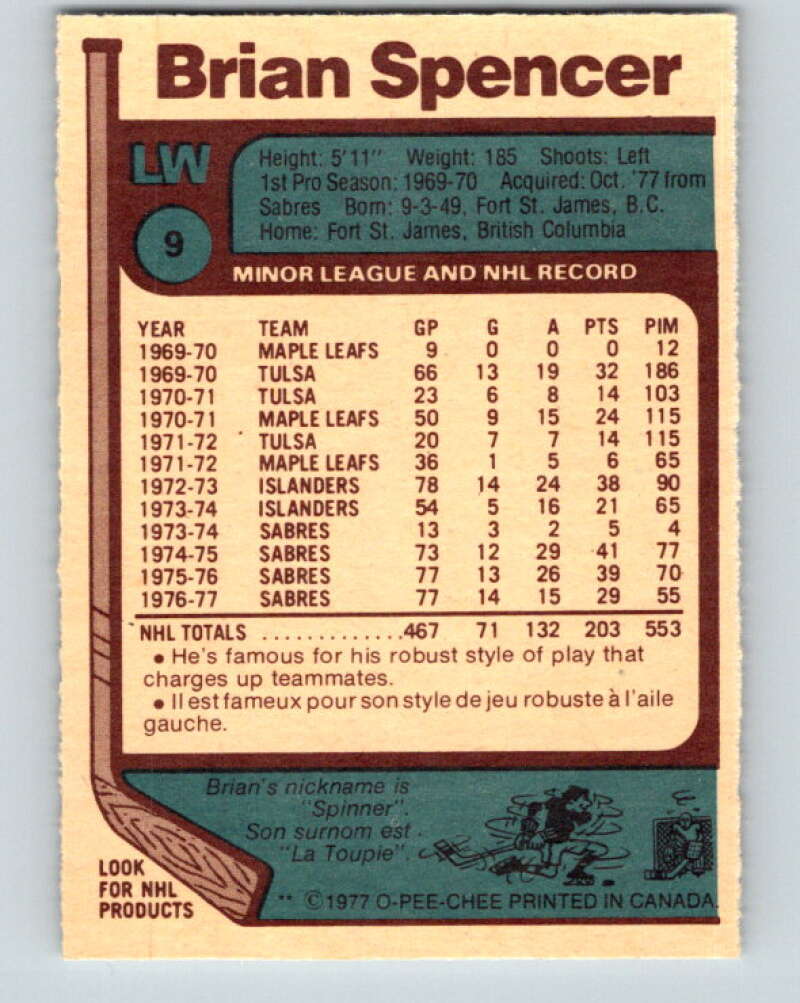 Brian Spencer
LW
9
Height: 5'11" Weight: 185 Shoots: Left
1st Pro Season: 1969-70 Acquired: Oct. '77 from
Sabres Born: 9-3-49, Fort St. James, B.C.
Home: Fort St. James, British Columbia
MINOR LEAGUE AND NHL RECORD
YEAR TEAM GP G A PTS PIM
1969-70 MAPLE LEAFS 9 0 0 0 12
1969-70 TULSA 66 13 19 32 186
1970-71 TULSA 23 6 8 14 103
1970-71 MAPLE LEAFS 50 9 15 24 115
1971-72 TULSA 20 7 7 14 115
1971-72 MAPLE LEAFS 36 1 5 6 65
1972-73 ISLANDERS 78 14 24 38 90
1973-74 ISLANDERS 54 5 16 21 65
1973-74 SABRES 13 3 2 5 4
1974-75 SABRES 73 12 29 41 77
1975-76 SABRES 77 13 26 39 70
1976-77 SABRES 77 14 15 29 55
NHL TOTALS .............467 71 132 203 553
• He's famous for his robust style of play that
charges up teammates.
• Il est fameux pour son style de jeu robuste à l'aile
gauche.
Brian's nickname is
"Spinner".
Son surnom est
"La Toupie".
LOOK
FOR NHL
PRODUCTS
** ©1977 O-PEE-CHEE PRINTED IN CANADA.